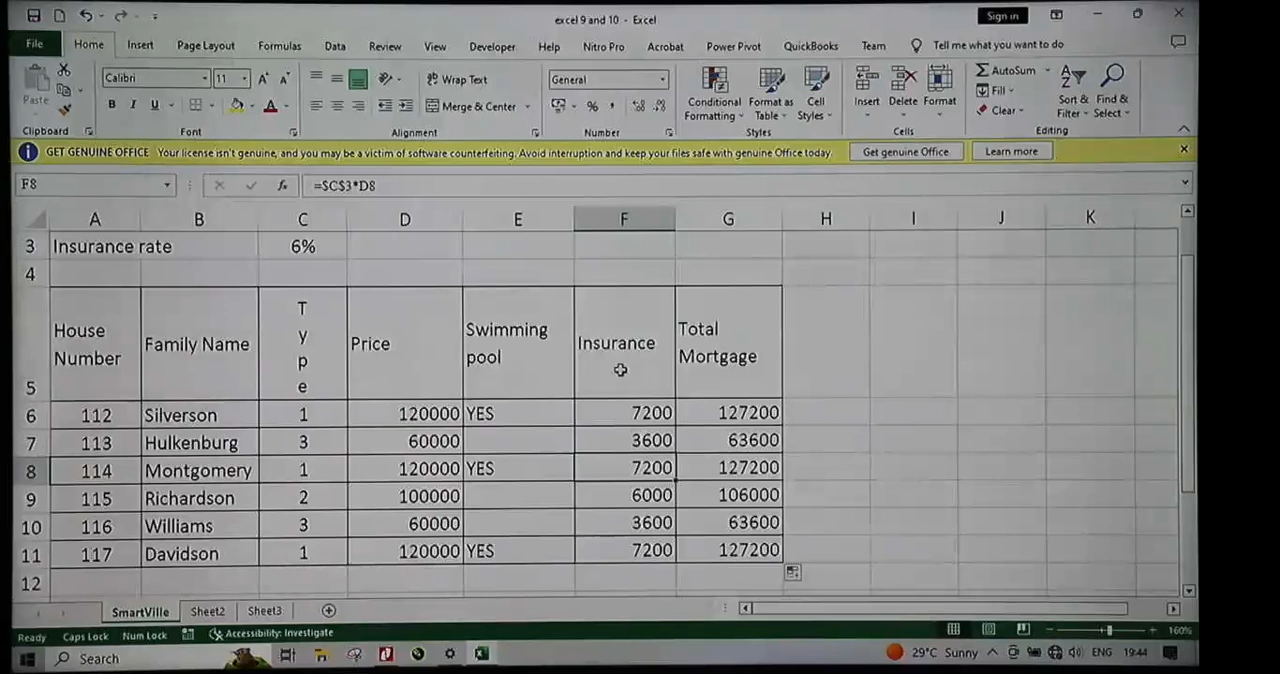 excel 9 and 10 - Excel
Sign in
File Home Insert Page Layout Formulas Data Review View Developer Help Nitro Pro Acrobat Power Pivot QuickBooks Team Tell me what you want to do
Calibri 11 Wrap Text General AutoSum
Paste Fill
B I U Merge & Center % Conditional Format as Cell Insert Delete Format Sort & Find &
Formatting Table Styles Clear Filter Select
Clipboard Font Alignment Number Styles Cells Editing
GET GENUINE OFFICE Your license isn't genuine, and you may be a victim of software counterfeiting. Avoid interruption and keep your files safe with genuine Office today. Get genuine Office Learn more
F8 fx =$C$3*D8
A B C D E F G H I J K
3 Insurance rate 6%
4
5 House Number Family Name Type Price Swimming pool Insurance Total Mortgage
6 112 Silverson 1 120000 YES 7200 127200
7 113 Hulkenburg 3 60000 3600 63600
8 114 Montgomery 1 120000 YES 7200 127200
9 115 Richardson 2 100000 6000 106000
10 116 Williams 3 60000 3600 63600
11 117 Davidson 1 120000 YES 7200 127200
12
SmartVille Sheet2 Sheet3
Ready Caps Lock Num Lock Accessibility: Investigate 160%
Search 29°C Sunny ENG 19:44